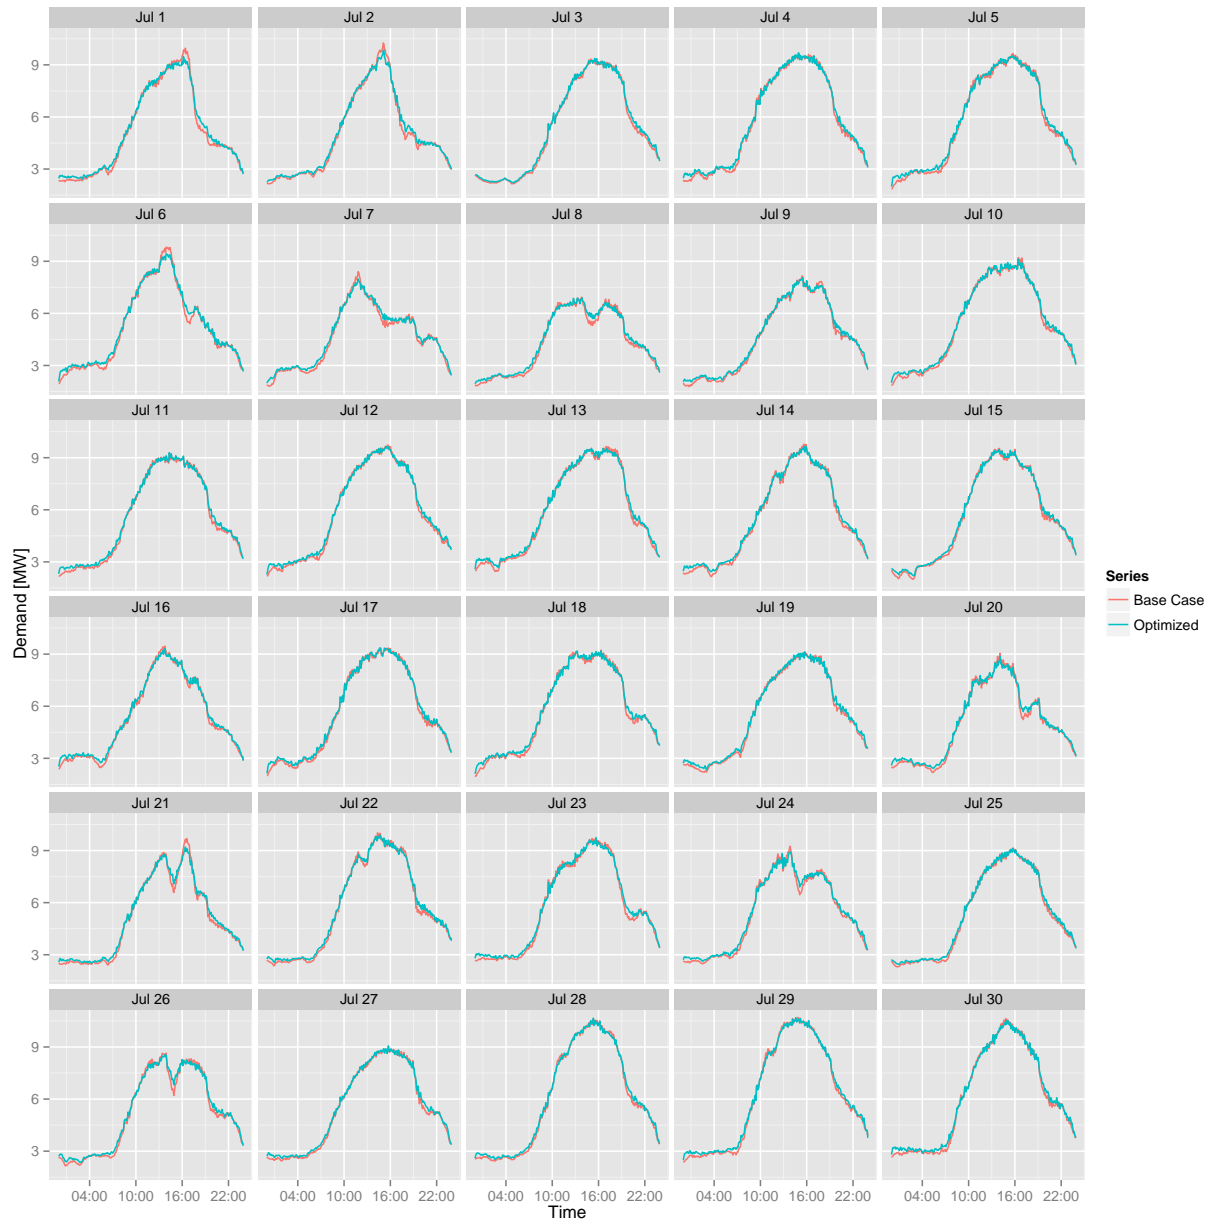 Jul 1 Jul 2 Jul 3 Jul 4 Jul 5
9
6
3
Jul 6 Jul 7 Jul 8 Jul 9 Jul 10
9
6
3
Jul 11 Jul 12 Jul 13 Jul 14 Jul 15
9
6
3
Demand [MW]
Series
Base Case
Optimized
Jul 16 Jul 17 Jul 18 Jul 19 Jul 20
9
6
3
Jul 21 Jul 22 Jul 23 Jul 24 Jul 25
9
6
3
Jul 26 Jul 27 Jul 28 Jul 29 Jul 30
9
6
3
04:00 10:00 16:00 22:00 04:00 10:00 16:00 22:00 04:00 10:00 16:00 22:00 04:00 10:00 16:00 22:00 04:00 10:00 16:00 22:00
Time